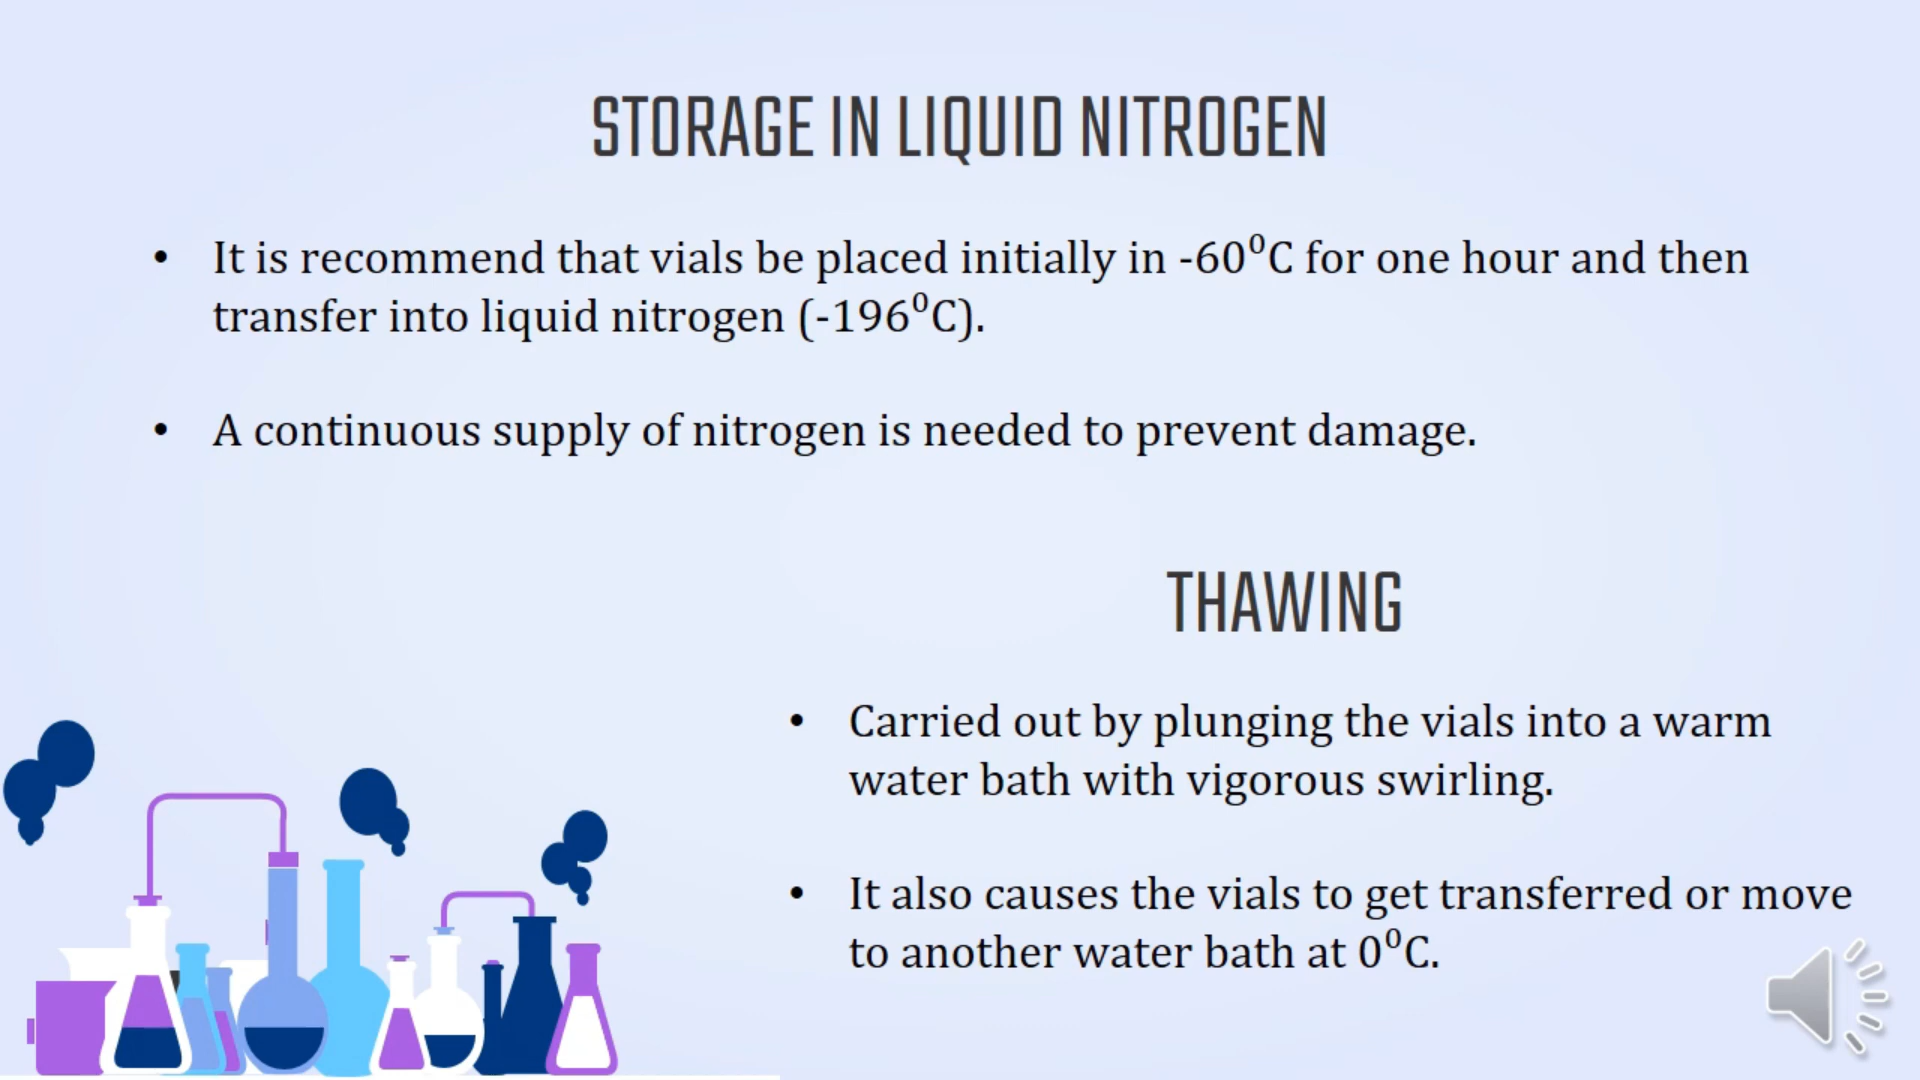 STORAGE IN LIQUID NITROGEN
• It is recommend that vials be placed initially in -60⁰C for one hour and then
transfer into liquid nitrogen (-196⁰C).
• A continuous supply of nitrogen is needed to prevent damage.
THAWING
• Carried out by plunging the vials into a warm
water bath with vigorous swirling.
• It also causes the vials to get transferred or move
to another water bath at 0⁰C.